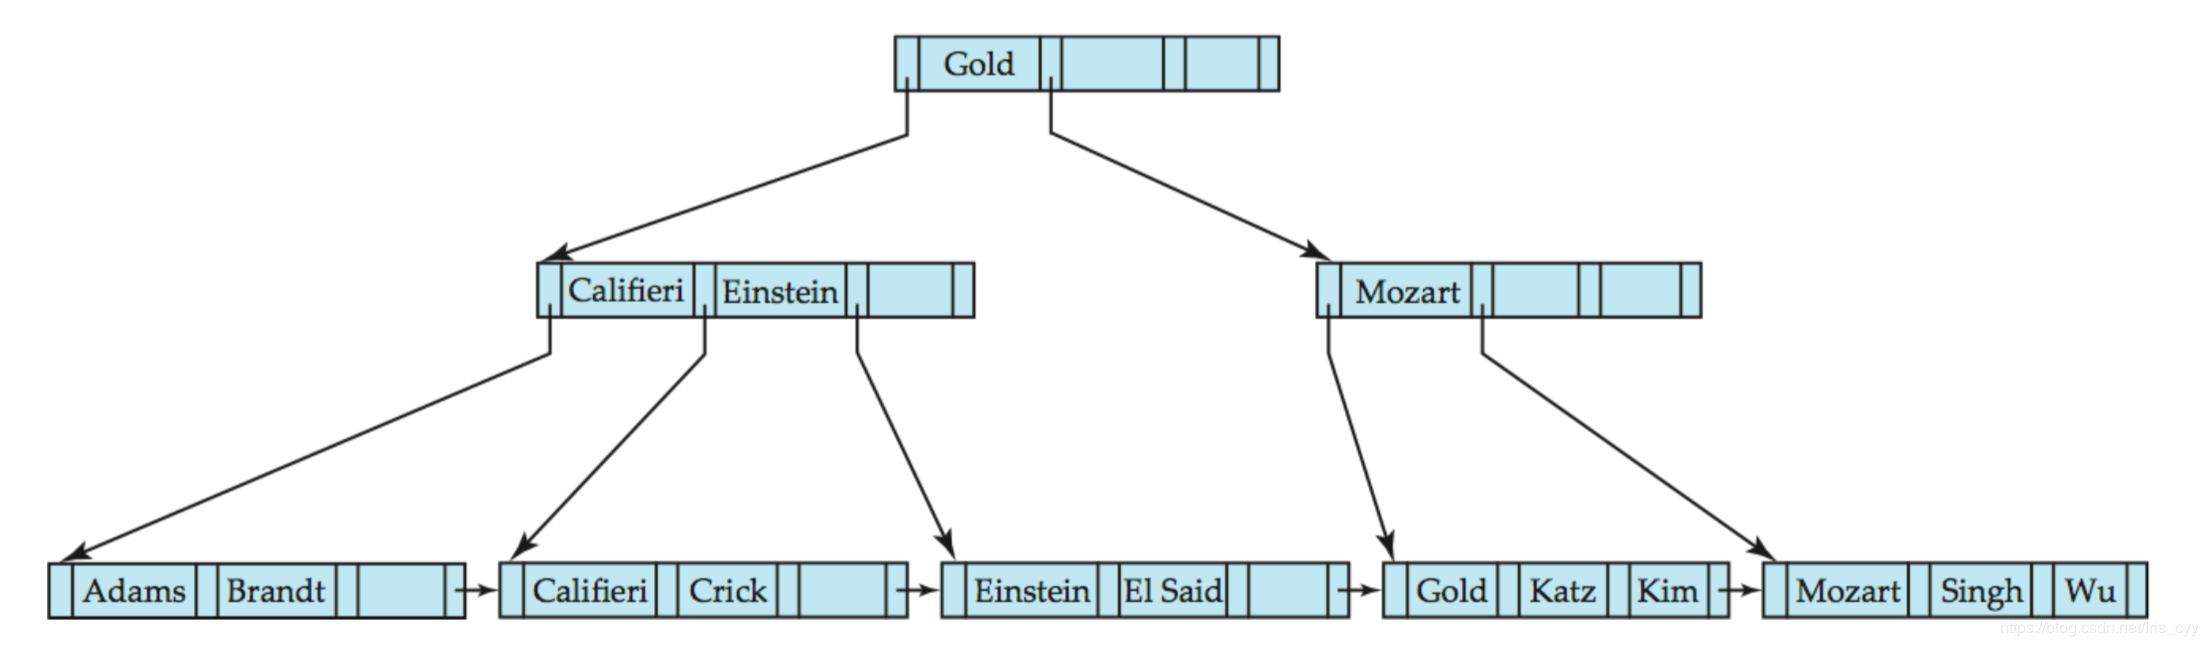 Gold
Califieri Einstein
Mozart
Adams Brandt
Califieri Crick
Einstein El Said
Gold Katz Kim
Mozart Singh Wu
https://blog.csdn.net/Iris_cyy